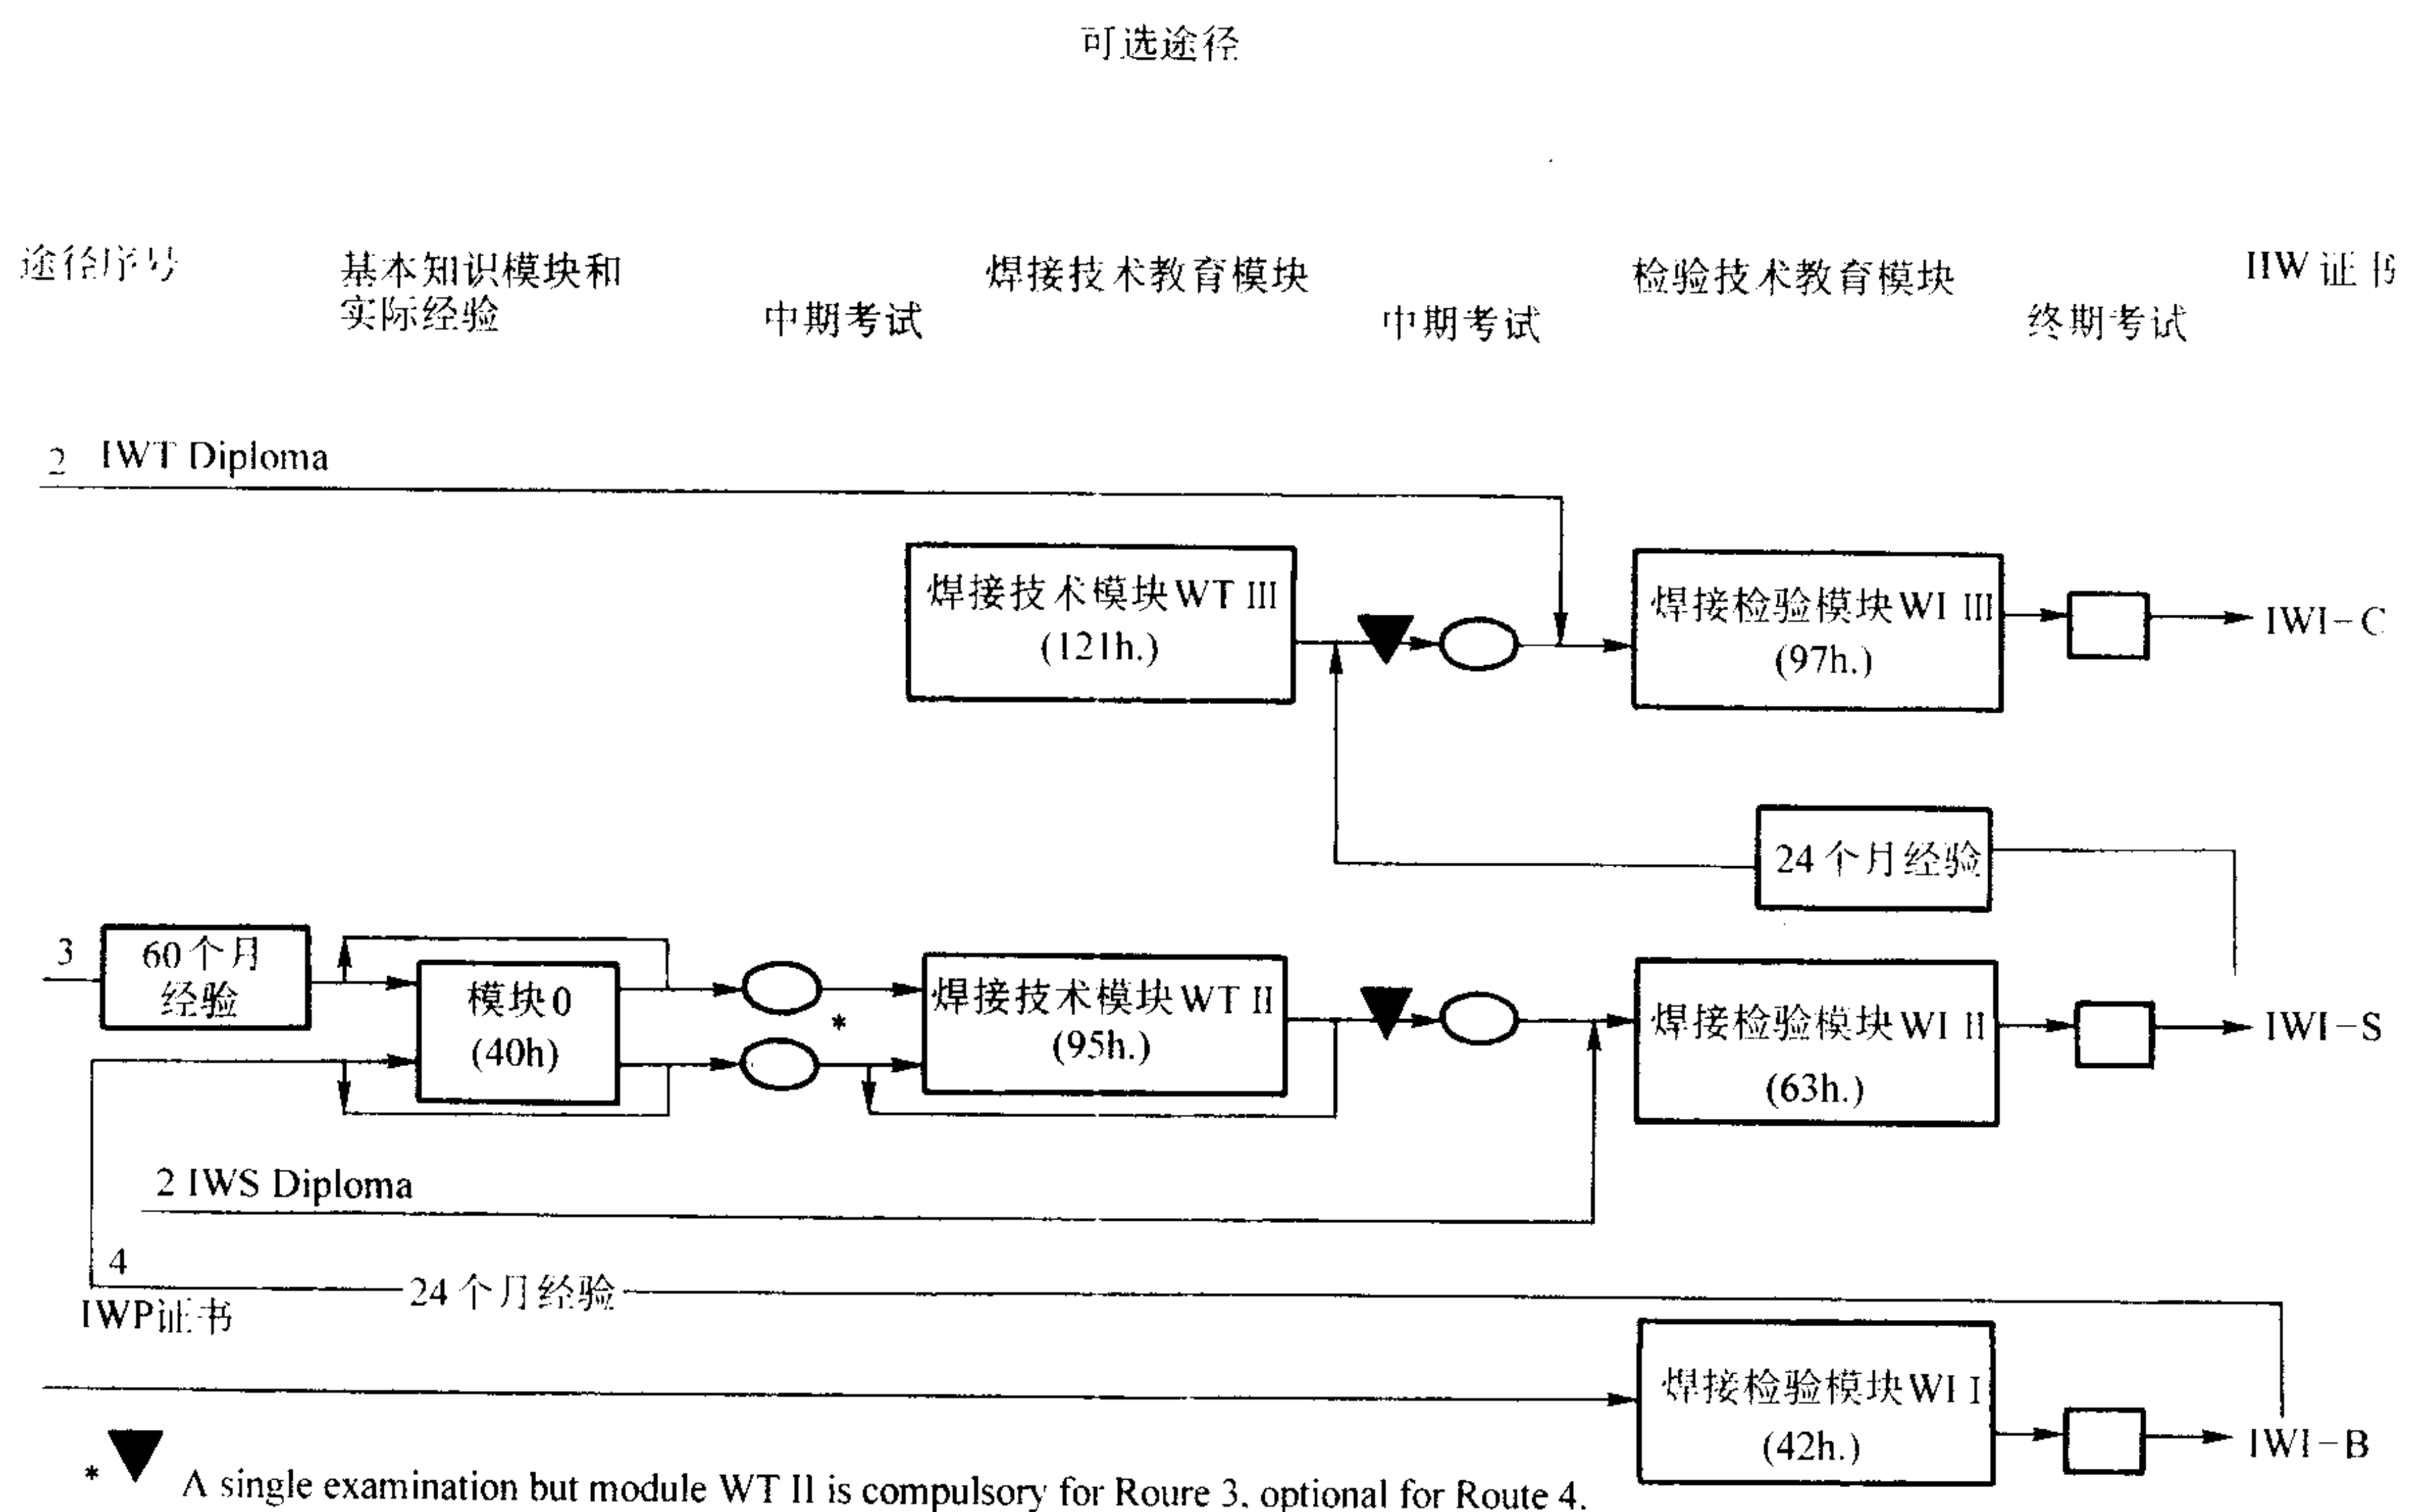 可选途径
途径序号
基本知识模块和
实际经验
中期考试
焊接技术教育模块
中期考试
检验技术教育模块
终期考试
IIW 证书
2 IWT Diploma
焊接技术模块WT III
(121h.)
焊接检验模块WI III
(97h.)
IWI-C
24个月经验
3
60个月
经验
模块0
(40h)
*
焊接技术模块WT II
(95h.)
焊接检验模块WI II
(63h.)
IWI-S
2 IWS Diploma
4
24个月经验
IWP证书
焊接检验模块WI I
(42h.)
IWI-B
* ▼ A single examination but module WT II is compulsory for Roure 3, optional for Route 4.